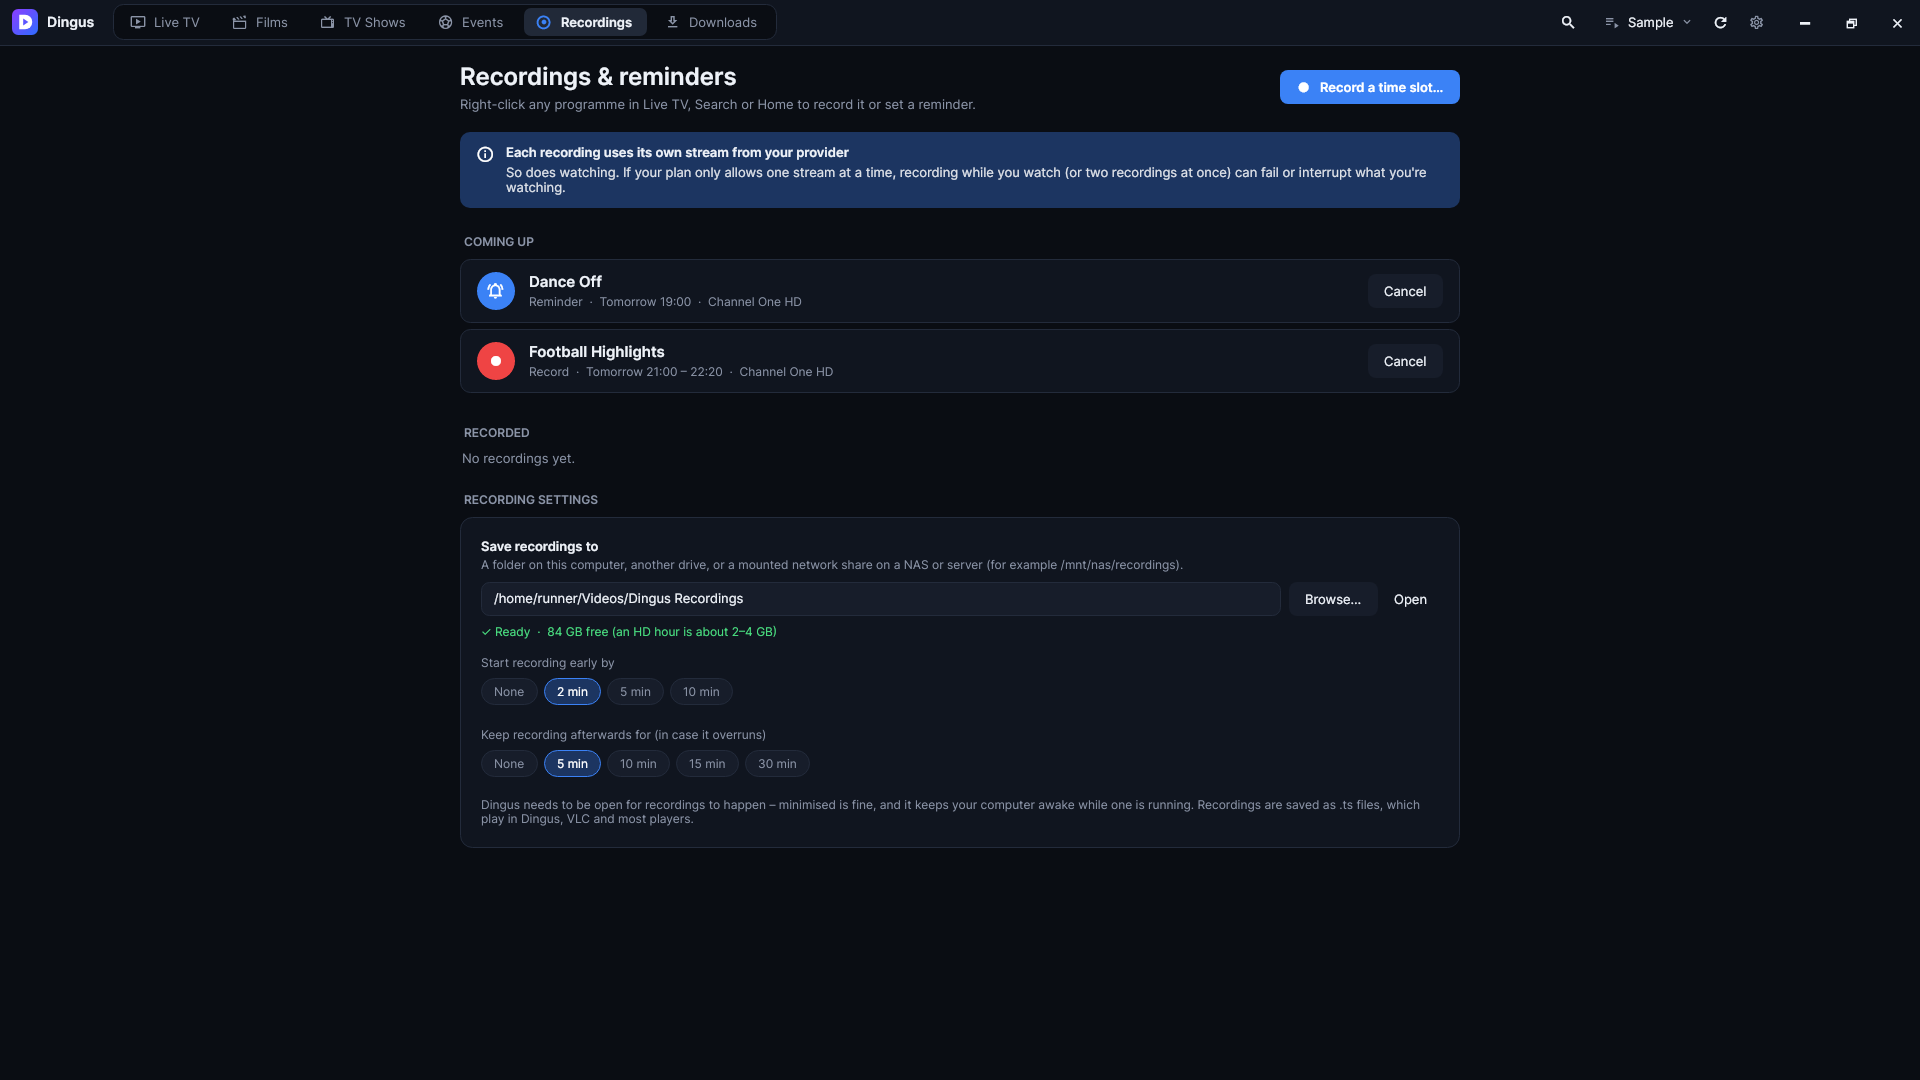 Dingus
Live TV
Films
TV Shows
Events
Recordings
Downloads
Sample
Recordings & reminders
Right-click any programme in Live TV, Search or Home to record it or set a reminder.
Record a time slot...
Each recording uses its own stream from your provider
So does watching. If your plan only allows one stream at a time, recording while you watch (or two recordings at once) can fail or interrupt what you're
watching.
COMING UP
Dance Off
Reminder · Tomorrow 19:00 · Channel One HD
Cancel
Football Highlights
Record · Tomorrow 21:00 – 22:20 · Channel One HD
Cancel
RECORDED
No recordings yet.
RECORDING SETTINGS
Save recordings to
A folder on this computer, another drive, or a mounted network share on a NAS or server (for example /mnt/nas/recordings).
/home/runner/Videos/Dingus Recordings
Browse...
Open
✓ Ready · 84 GB free (an HD hour is about 2–4 GB)
Start recording early by
None
2 min
5 min
10 min
Keep recording afterwards for (in case it overruns)
None
5 min
10 min
15 min
30 min
Dingus needs to be open for recordings to happen – minimised is fine, and it keeps your computer awake while one is running. Recordings are saved as .ts files, which
play in Dingus, VLC and most players.